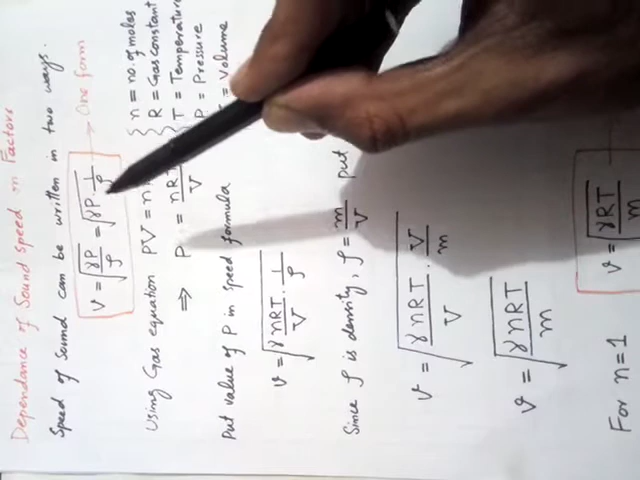 Dependance of Sound Speed on Factors
Speed of Sound can be written in two ways.
v = √(γP/ρ) = √(γP · 1/ρ) → One form
Using Gas equation PV = n
{ n = no. of moles
{ R = Gas constant
⇒ P = nRT/V
{ T = Temperature
P = Pressure
= Volume
Put value of P in speed formula
v = √(γnRT/V · 1/ρ)
Since ρ is density, ρ = m/V put
v = √(γnRT/V · V/m)
v = √(γnRT/m)
For n=1
v = √(γRT/m)